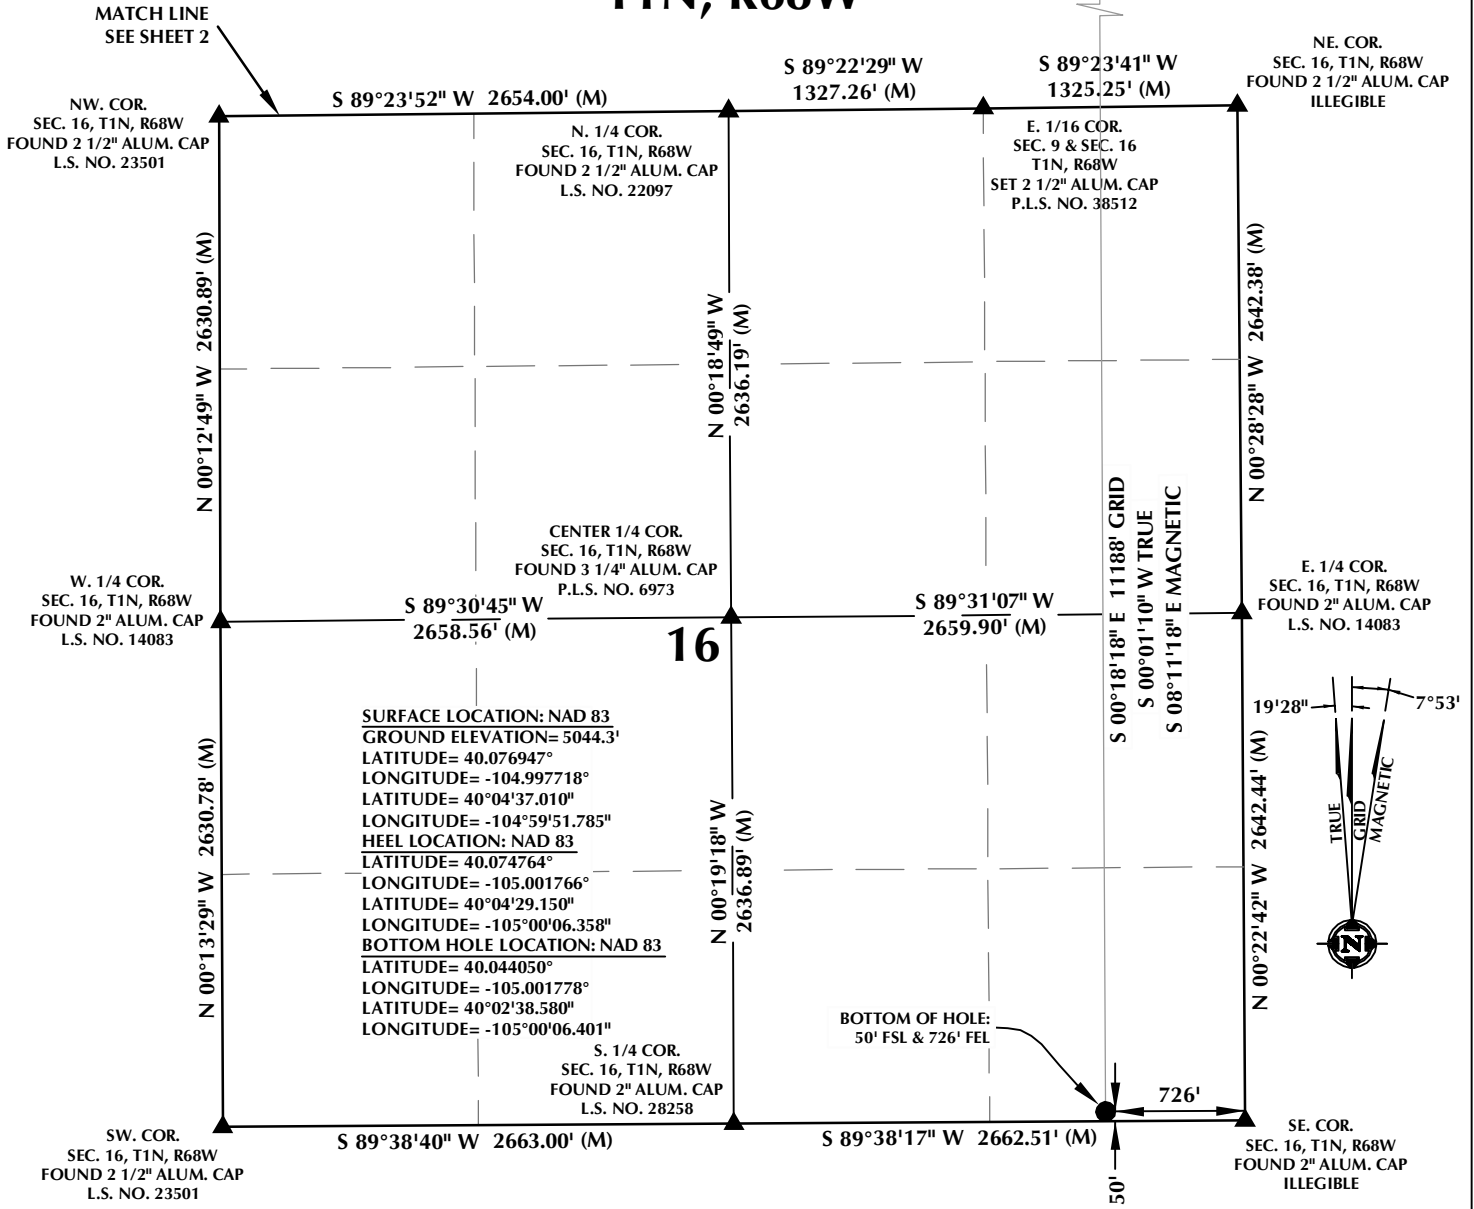 T1N, R68W
MATCH LINE
SEE SHEET 2
NW. COR.
SEC. 16, T1N, R68W
FOUND 2 1/2" ALUM. CAP
L.S. NO. 23501
S 89°23'52" W 2654.00' (M)
N. 1/4 COR.
SEC. 16, T1N, R68W
FOUND 2 1/2" ALUM. CAP
L.S. NO. 22097
S 89°22'29" W
1327.26' (M)
S 89°23'41" W
1325.25' (M)
E. 1/16 COR.
SEC. 9 & SEC. 16
T1N, R68W
SET 2 1/2" ALUM. CAP
P.L.S. NO. 38512
NE. COR.
SEC. 16, T1N, R68W
FOUND 2 1/2" ALUM. CAP
ILLEGIBLE
N 00°12'49" W 2630.89' (M)
N 00°18'49" W
2636.19' (M)
N 00°28'28" W 2642.38' (M)
S 00°18'18" E 11188' GRID
S 00°01'10" W TRUE
S 08°11'18" E MAGNETIC
W. 1/4 COR.
SEC. 16, T1N, R68W
FOUND 2" ALUM. CAP
L.S. NO. 14083
CENTER 1/4 COR.
SEC. 16, T1N, R68W
FOUND 3 1/4" ALUM. CAP
P.L.S. NO. 6973
S 89°30'45" W
2658.56' (M)
16
S 89°31'07" W
2659.90' (M)
E. 1/4 COR.
SEC. 16, T1N, R68W
FOUND 2" ALUM. CAP
L.S. NO. 14083
19'28"
7°53'
TRUE
GRID
MAGNETIC
N
SURFACE LOCATION: NAD 83
GROUND ELEVATION= 5044.3'
LATITUDE= 40.076947°
LONGITUDE= -104.997718°
LATITUDE= 40°04'37.010"
LONGITUDE= -104°59'51.785"
HEEL LOCATION: NAD 83
LATITUDE= 40.074764°
LONGITUDE= -105.001766°
LATITUDE= 40°04'29.150"
LONGITUDE= -105°00'06.358"
BOTTOM HOLE LOCATION: NAD 83
LATITUDE= 40.044050°
LONGITUDE= -105.001778°
LATITUDE= 40°02'38.580"
LONGITUDE= -105°00'06.401"
N 00°13'29" W 2630.78' (M)
N 00°19'18" W
2636.89' (M)
N 00°22'42" W 2642.44' (M)
BOTTOM OF HOLE:
50' FSL & 726' FEL
726'
50'
SW. COR.
SEC. 16, T1N, R68W
FOUND 2 1/2" ALUM. CAP
L.S. NO. 23501
S 89°38'40" W 2663.00' (M)
S. 1/4 COR.
SEC. 16, T1N, R68W
FOUND 2" ALUM. CAP
L.S. NO. 28258
S 89°38'17" W 2662.51' (M)
SE. COR.
SEC. 16, T1N, R68W
FOUND 2" ALUM. CAP
ILLEGIBLE